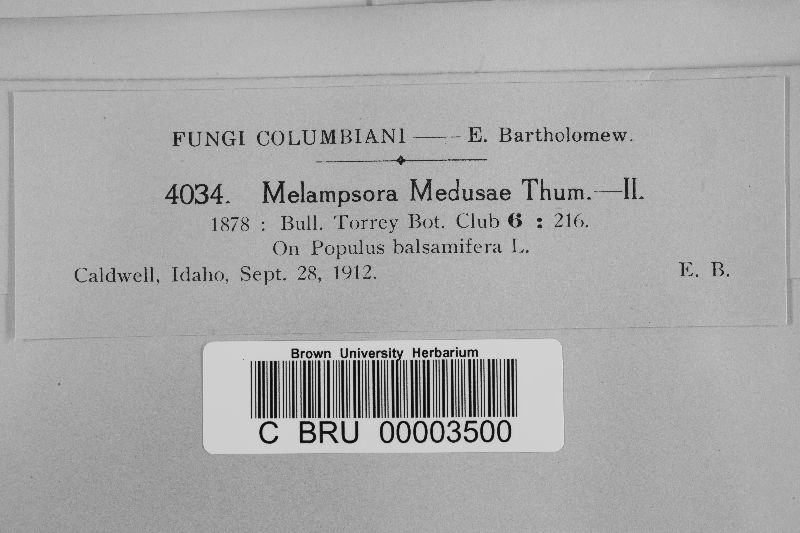 FUNGI COLUMBIANI — E. Bartholomew.
4034. Melampsora Medusae Thum.—II.
1878 : Bull. Torrey Bot. Club 6 : 216.
On Populus balsamifera L.
Caldwell, Idaho, Sept. 28, 1912. E. B.
Brown University Herbarium
C BRU 00003500